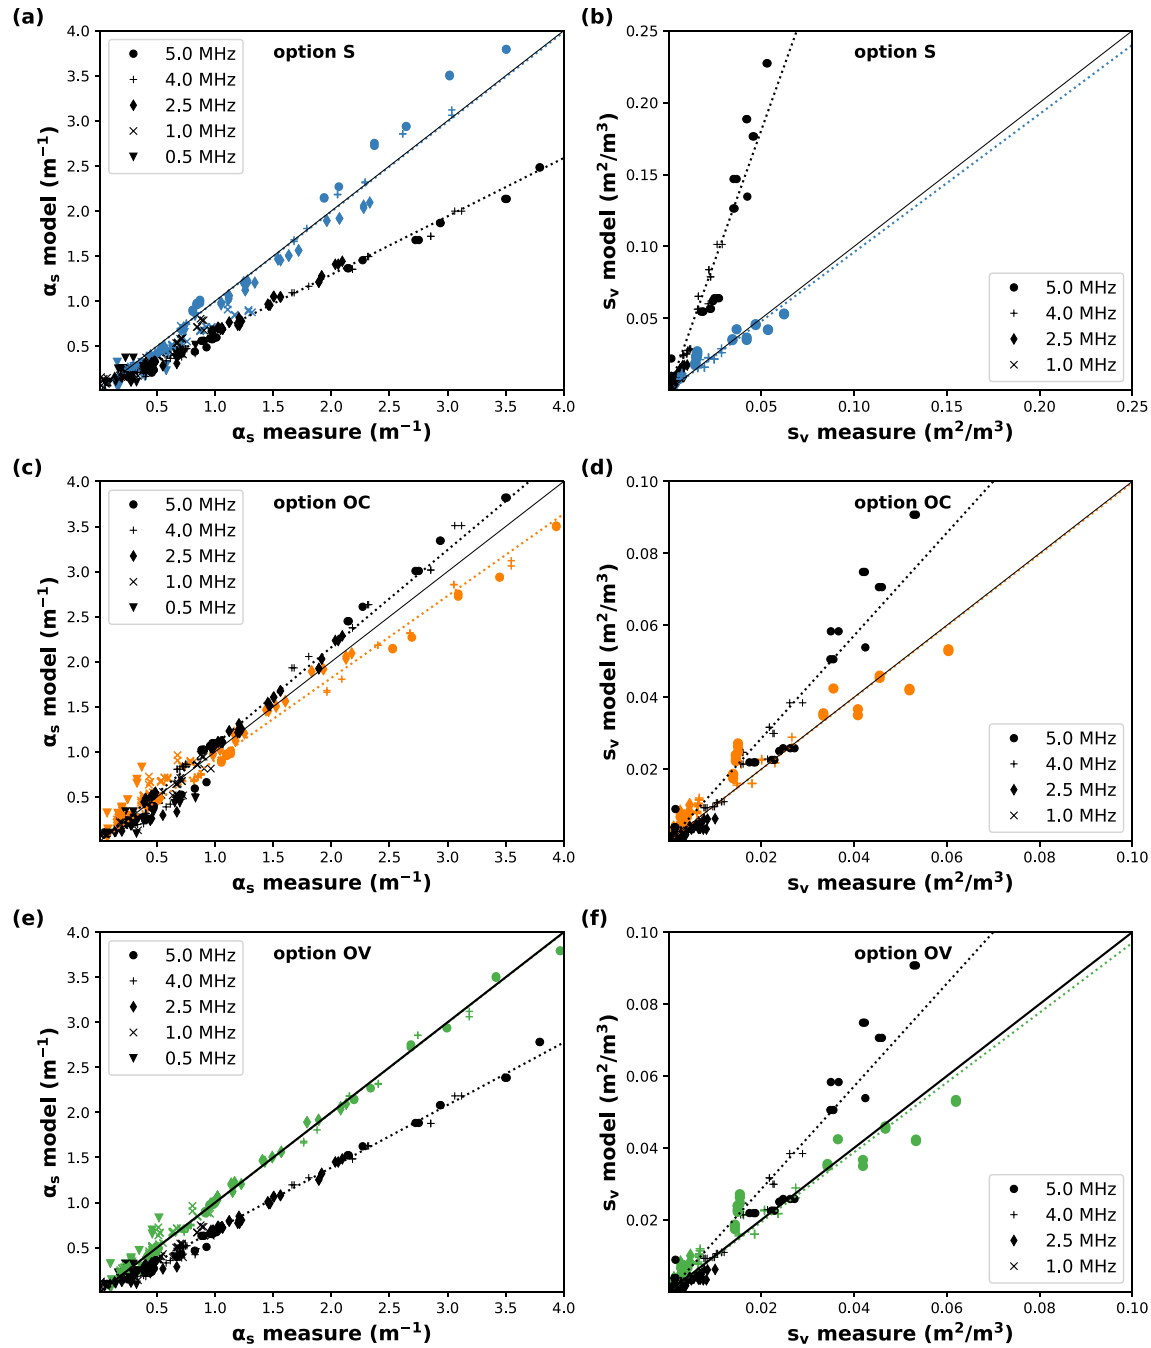 (a)
option S
5.0 MHz
4.0 MHz
2.5 MHz
1.0 MHz
0.5 MHz
4.0
3.5
3.0
2.5
2.0
1.5
1.0
0.5
αₛ model (m⁻¹)
0.5 1.0 1.5 2.0 2.5 3.0 3.5 4.0
αₛ measure (m⁻¹)
(b)
option S
0.25
0.20
0.15
0.10
0.05
sᵥ model (m²/m³)
5.0 MHz
4.0 MHz
2.5 MHz
1.0 MHz
0.05 0.10 0.15 0.20 0.25
sᵥ measure (m²/m³)
(c)
option OC
5.0 MHz
4.0 MHz
2.5 MHz
1.0 MHz
0.5 MHz
4.0
3.5
3.0
2.5
2.0
1.5
1.0
0.5
αₛ model (m⁻¹)
0.5 1.0 1.5 2.0 2.5 3.0 3.5 4.0
αₛ measure (m⁻¹)
(d)
option OC
0.10
0.08
0.06
0.04
0.02
sᵥ model (m²/m³)
5.0 MHz
4.0 MHz
2.5 MHz
1.0 MHz
0.02 0.04 0.06 0.08 0.10
sᵥ measure (m²/m³)
(e)
option OV
5.0 MHz
4.0 MHz
2.5 MHz
1.0 MHz
0.5 MHz
4.0
3.5
3.0
2.5
2.0
1.5
1.0
0.5
αₛ model (m⁻¹)
0.5 1.0 1.5 2.0 2.5 3.0 3.5 4.0
αₛ measure (m⁻¹)
(f)
option OV
0.10
0.08
0.06
0.04
0.02
sᵥ model (m²/m³)
5.0 MHz
4.0 MHz
2.5 MHz
1.0 MHz
0.02 0.04 0.06 0.08 0.10
sᵥ measure (m²/m³)